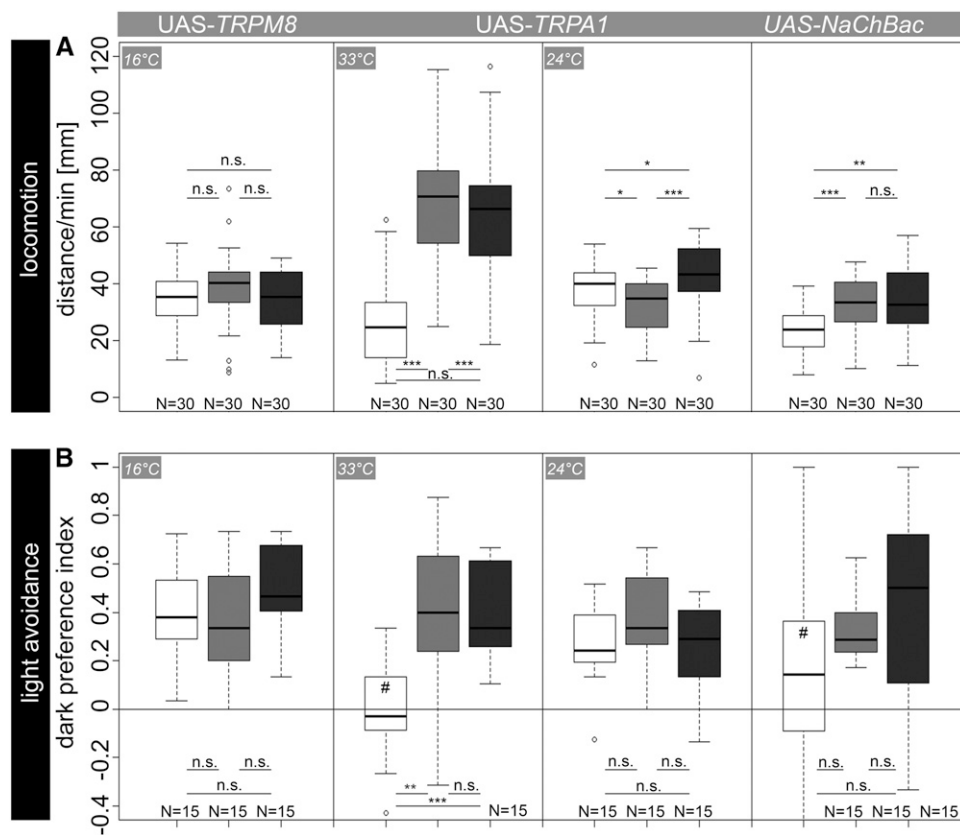 UAS-TRPM8 UAS-TRPA1 UAS-NaChBac
A
16°C 33°C 24°C
locomotion
distance/min [mm]
120
100
80
60
40
20
0
n.s.
n.s. n.s.
*** ***
n.s.
*
* ***
**
*** n.s.
N=30 N=30 N=30 N=30 N=30 N=30 N=30 N=30 N=30 N=30 N=30 N=30
B
16°C 33°C 24°C
light avoidance
dark preference index
1
0.8
0.6
0.4
0.2
0
-0.2
-0.4
#
#
n.s. n.s.
n.s.
** n.s.
***
n.s. n.s.
n.s.
n.s. n.s.
n.s.
N=15 N=15 N=15 N=15 N=15 N=15 N=15 N=15 N=15 N=15